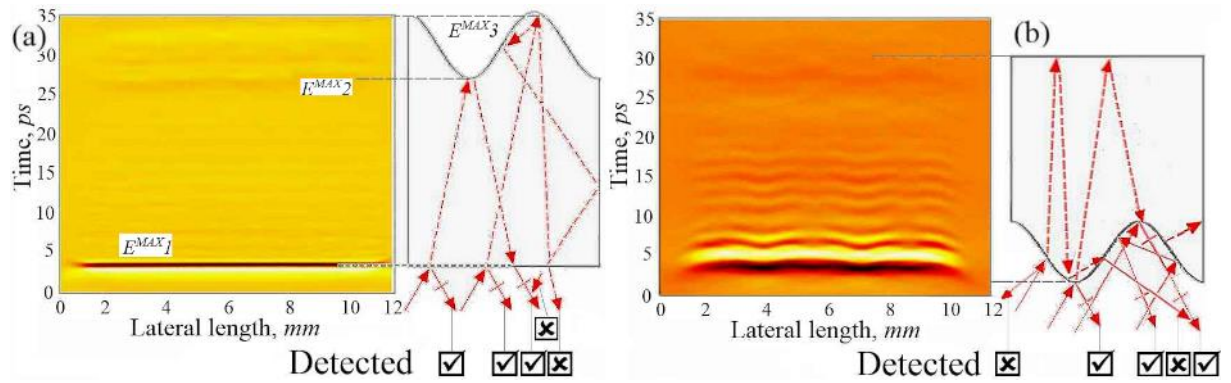 (a)
35
30
25
20
15
10
5
0
Time, ps
E^MAX 3
E^MAX 2
E^MAX 1
0 2 4 6 8 10 12
Lateral length, mm
Detected ☑ ☑ ☑ ☒
☒
(b)
35
30
25
20
15
10
5
0
Time, ps
2 4 6 8 10 12
Lateral length, mm
Detected ☒ ☑ ☑ ☒ ☑